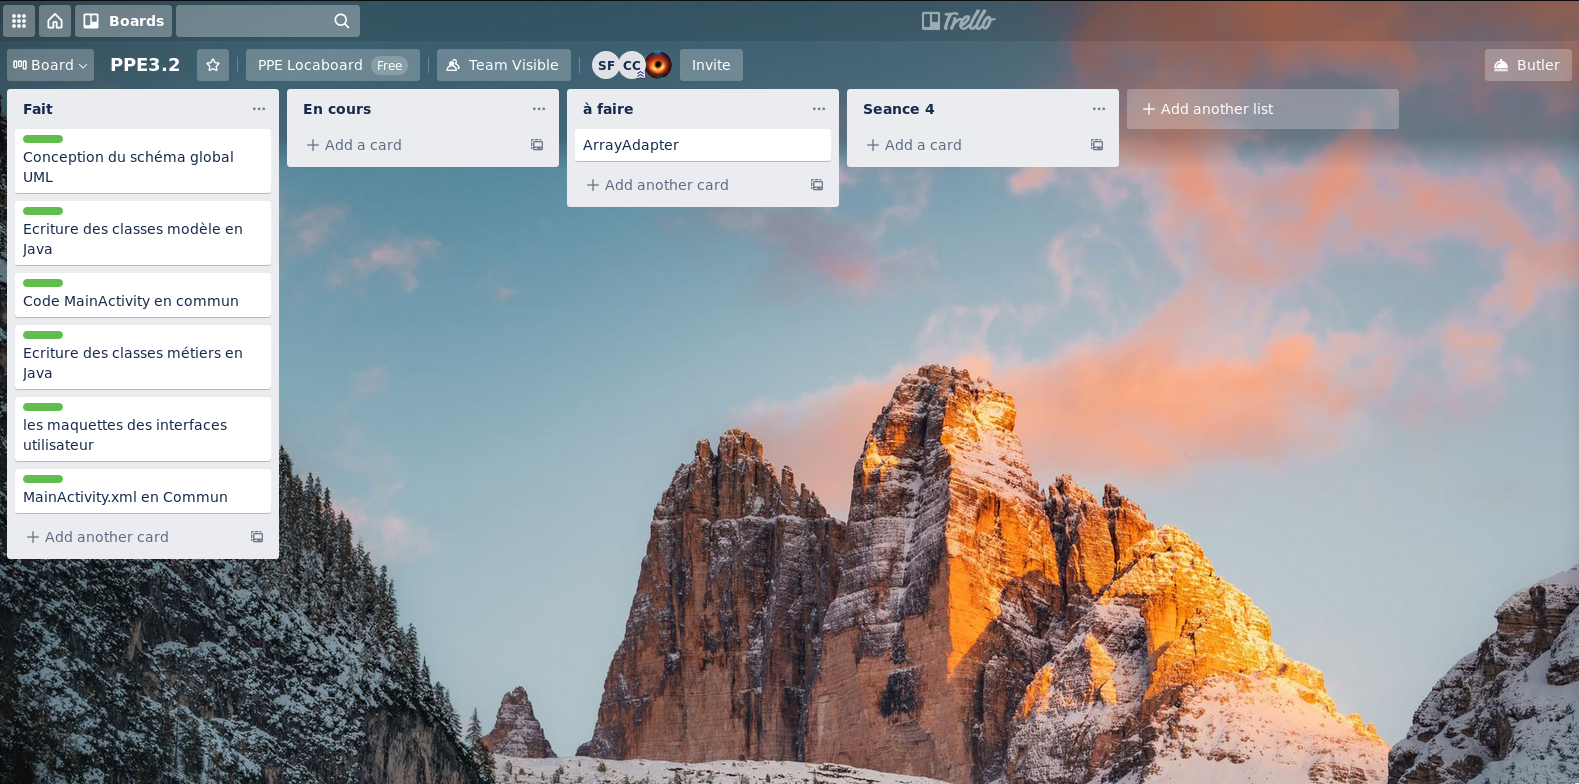 Boards
Trello
Board
PPE3.2
PPE Locaboard Free
Team Visible
SF
CC
Invite
Butler
Fait
Conception du schéma global
UML
Ecriture des classes modèle en
Java
Code MainActivity en commun
Ecriture des classes métiers en
Java
les maquettes des interfaces
utilisateur
MainActivity.xml en Commun
Add another card
En cours
Add a card
à faire
ArrayAdapter
Add another card
Seance 4
Add a card
Add another list